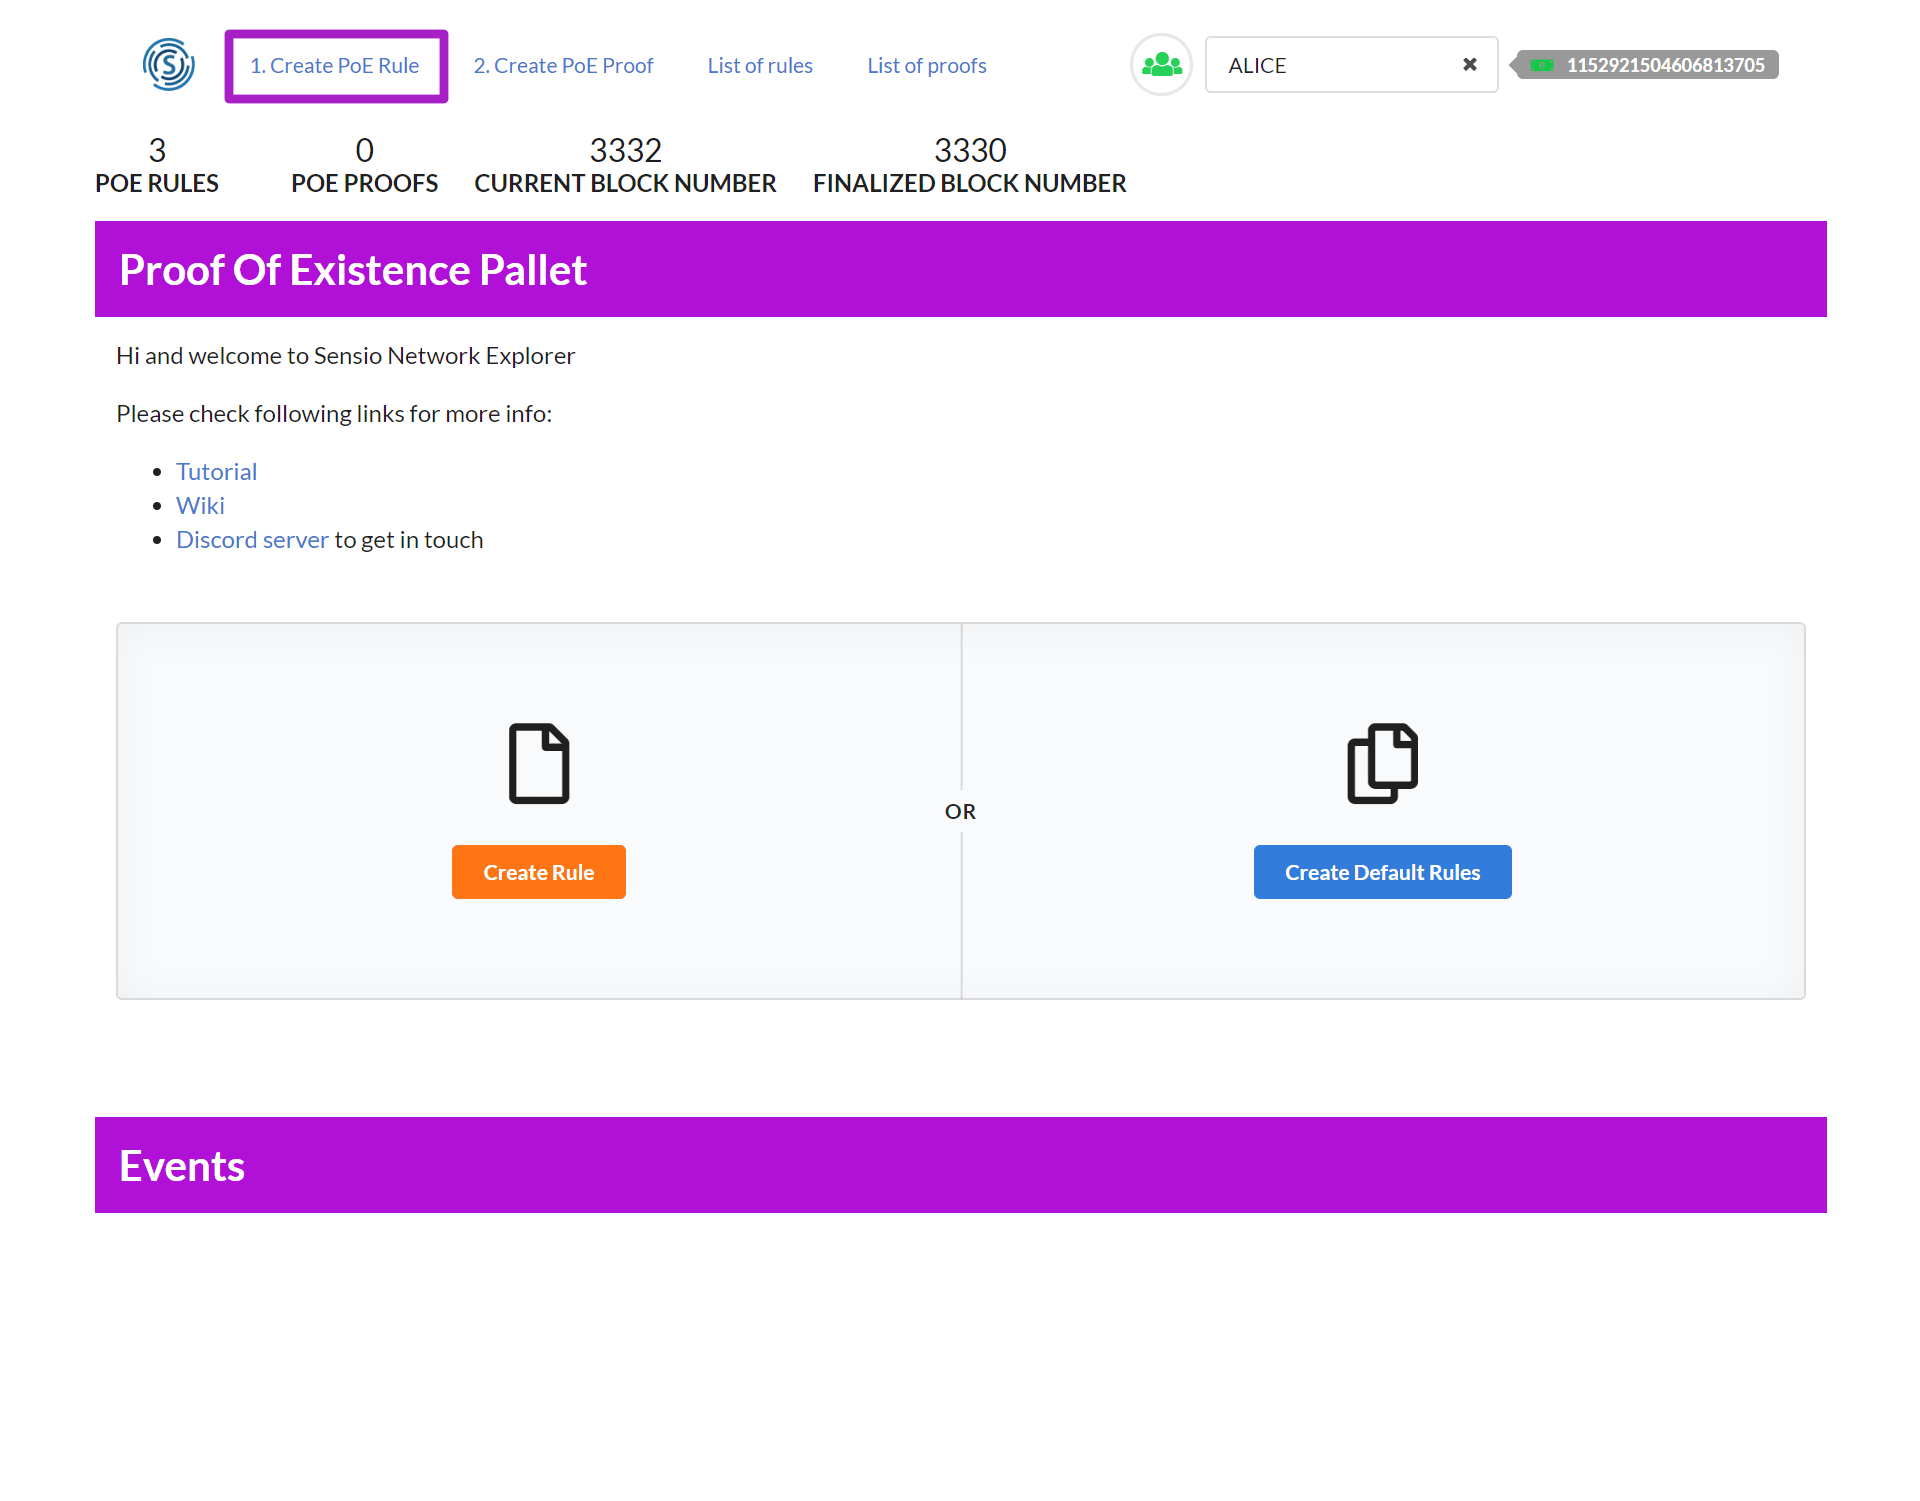 S
1. Create PoE Rule
2. Create PoE Proof
List of rules
List of proofs
ALICE
1152921504606813705
3
POE RULES
0
POE PROOFS
3332
CURRENT BLOCK NUMBER
3330
FINALIZED BLOCK NUMBER
Proof Of Existence Pallet
Hi and welcome to Sensio Network Explorer
Please check following links for more info:
Tutorial
Wiki
Discord server to get in touch
Create Rule
OR
Create Default Rules
Events